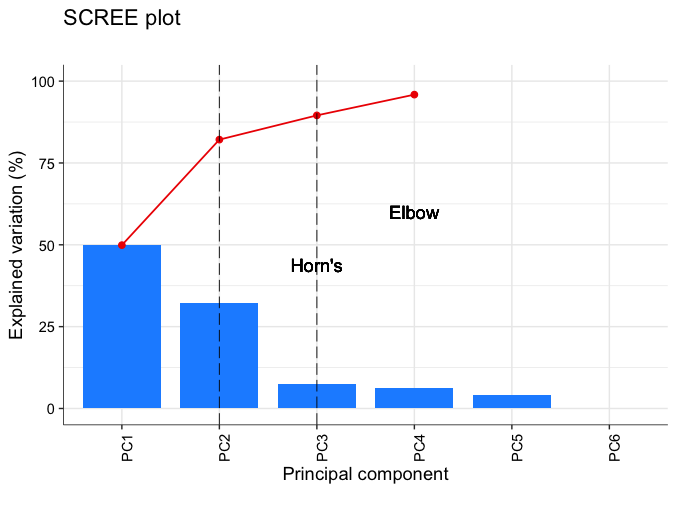 SCREE plot
Explained variation (%)
100
75
50
25
0
Elbow
Horn's
PC1
PC2
PC3
PC4
PC5
PC6
Principal component